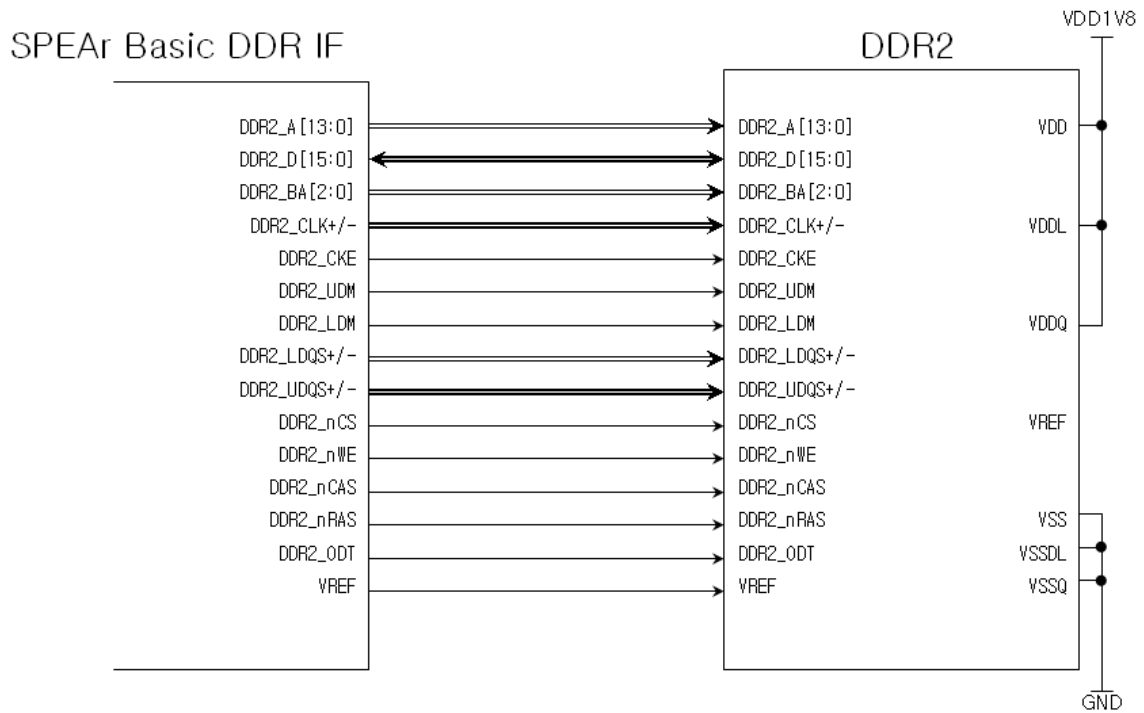 VDD1V8
SPEAr Basic DDR IF
DDR2
DDR2_A[13:0]
DDR2_A[13:0]
VDD
DDR2_D[15:0]
DDR2_D[15:0]
DDR2_BA[2:0]
DDR2_BA[2:0]
DDR2_CLK+/-
DDR2_CLK+/-
VDDL
DDR2_CKE
DDR2_CKE
DDR2_UDM
DDR2_UDM
DDR2_LDM
DDR2_LDM
VDDQ
DDR2_LDQS+/-
DDR2_LDQS+/-
DDR2_UDQS+/-
DDR2_UDQS+/-
DDR2_nCS
DDR2_nCS
VREF
DDR2_nWE
DDR2_nWE
DDR2_nCAS
DDR2_nCAS
DDR2_nRAS
DDR2_nRAS
VSS
DDR2_ODT
DDR2_ODT
VSSDL
VREF
VREF
VSSQ
GND